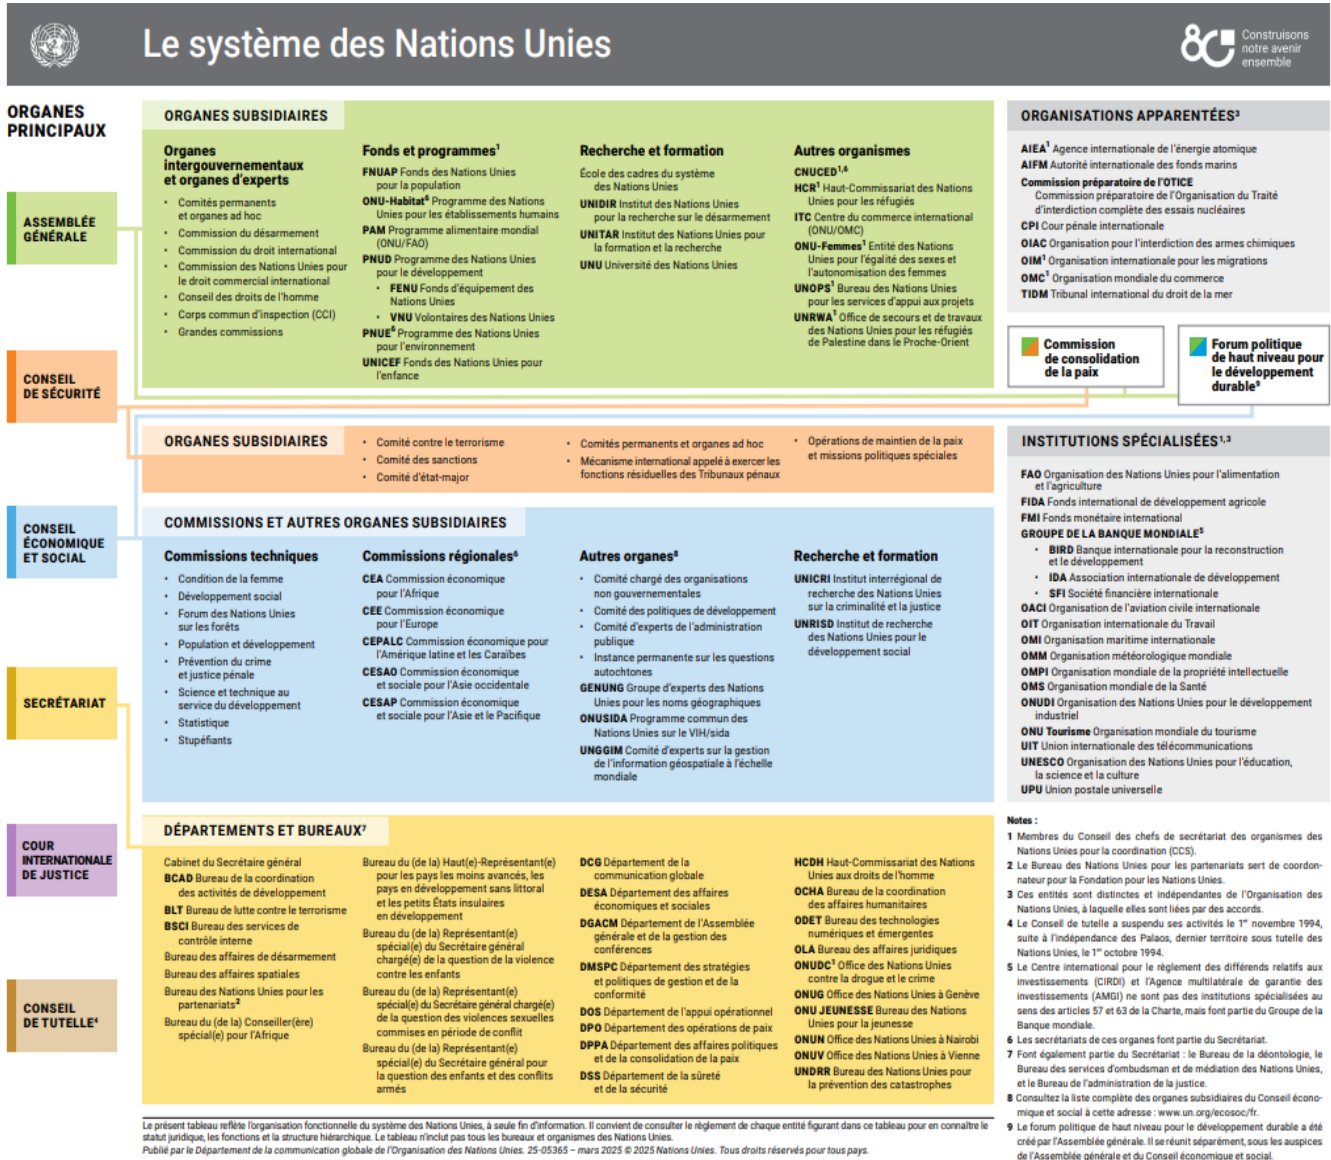 Le système des Nations Unies
Construisons
notre avenir
ensemble
ORGANES
PRINCIPAUX
ASSEMBLÉE
GÉNÉRALE
CONSEIL
DE SÉCURITÉ
CONSEIL
ÉCONOMIQUE
ET SOCIAL
SECRÉTARIAT
COUR
INTERNATIONALE
DE JUSTICE
CONSEIL
DE TUTELLE⁴
ORGANES SUBSIDIAIRES
Organes
intergouvernementaux
et organes d'experts
• Comités permanents
et organes ad hoc
• Commission du désarmement
• Commission du droit international
• Commission des Nations Unies pour
le droit commercial international
• Conseil des droits de l'homme
• Corps commun d'inspection (CCI)
• Grandes commissions
Fonds et programmes¹
FNUAP Fonds des Nations Unies
pour la population
ONU-Habitat⁶ Programme des Nations
Unies pour les établissements humains
PAM Programme alimentaire mondial
(ONU/FAO)
PNUD Programme des Nations Unies
pour le développement
• FENU Fonds d'équipement des
Nations Unies
• VNU Volontaires des Nations Unies
PNUE⁶ Programme des Nations Unies
pour l'environnement
UNICEF Fonds des Nations Unies pour
l'enfance
Recherche et formation
École des cadres du système
des Nations Unies
UNIDIR Institut des Nations Unies
pour la recherche sur le désarmement
UNITAR Institut des Nations Unies pour
la formation et la recherche
UNU Université des Nations Unies
Autres organismes
CNUCED¹,⁶
HCR¹ Haut-Commissariat des Nations
Unies pour les réfugiés
ITC Centre du commerce international
(ONU/OMC)
ONU-Femmes¹ Entité des Nations
Unies pour l'égalité des sexes et
l'autonomisation des femmes
UNOPS¹ Bureau des Nations Unies
pour les services d'appui aux projets
UNRWA¹ Office de secours et de travaux
des Nations Unies pour les réfugiés
de Palestine dans le Proche-Orient
ORGANISATIONS APPARENTÉES³
AIEA¹ Agence internationale de l'énergie atomique
AIFM Autorité internationale des fonds marins
Commission préparatoire de l'OTICE
Commission préparatoire de l'Organisation du Traité
d'interdiction complète des essais nucléaires
CPI Cour pénale internationale
OIAC Organisation pour l'interdiction des armes chimiques
OIM¹ Organisation internationale pour les migrations
OMC¹ Organisation mondiale du commerce
TIDM Tribunal international du droit de la mer
Commission
de consolidation
de la paix
Forum politique
de haut niveau pour
le développement
durable⁹
ORGANES SUBSIDIAIRES
• Comité contre le terrorisme
• Comité des sanctions
• Comité d'état-major
• Comités permanents et organes ad hoc
• Mécanisme international appelé à exercer les
fonctions résiduelles des Tribunaux pénaux
• Opérations de maintien de la paix
et missions politiques spéciales
COMMISSIONS ET AUTRES ORGANES SUBSIDIAIRES
Commissions techniques
• Condition de la femme
• Développement social
• Forum des Nations Unies
sur les forêts
• Population et développement
• Prévention du crime
et justice pénale
• Science et technique au
service du développement
• Statistique
• Stupéfiants
Commissions régionales⁶
CEA Commission économique
pour l'Afrique
CEE Commission économique
pour l'Europe
CEPALC Commission économique pour
l'Amérique latine et les Caraïbes
CESAO Commission économique
et sociale pour l'Asie occidentale
CESAP Commission économique
et sociale pour l'Asie et le Pacifique
Autres organes⁸
• Comité chargé des organisations
non gouvernementales
• Comité des politiques de développement
• Comité d'experts de l'administration
publique
• Instance permanente sur les questions
autochtones
GENUNG Groupe d'experts des Nations
Unies pour les noms géographiques
ONUSIDA Programme commun des
Nations Unies sur le VIH/sida
UNGGIM Comité d'experts sur la gestion
de l'information géospatiale à l'échelle
mondiale
Recherche et formation
UNICRI Institut interrégional de
recherche des Nations Unies
sur la criminalité et la justice
UNRISD Institut de recherche
des Nations Unies pour le
développement social
INSTITUTIONS SPÉCIALISÉES¹,³
FAO Organisation des Nations Unies pour l'alimentation
et l'agriculture
FIDA Fonds international de développement agricole
FMI Fonds monétaire international
GROUPE DE LA BANQUE MONDIALE⁵
• BIRD Banque internationale pour la reconstruction
et le développement
• IDA Association internationale de développement
• SFI Société financière internationale
OACI Organisation de l'aviation civile internationale
OIT Organisation internationale du Travail
OMI Organisation maritime internationale
OMM Organisation météorologique mondiale
OMPI Organisation mondiale de la propriété intellectuelle
OMS Organisation mondiale de la Santé
ONUDI Organisation des Nations Unies pour le développement
industriel
ONU Tourisme Organisation mondiale du tourisme
UIT Union internationale des télécommunications
UNESCO Organisation des Nations Unies pour l'éducation,
la science et la culture
UPU Union postale universelle
DÉPARTEMENTS ET BUREAUX⁷
Cabinet du Secrétaire général
BCAD Bureau de la coordination
des activités de développement
BLT Bureau de lutte contre le terrorisme
BSCI Bureau des services de
contrôle interne
Bureau des affaires de désarmement
Bureau des affaires spatiales
Bureau des Nations Unies pour les
partenariats²
Bureau du (de la) Conseiller(ère)
spécial(e) pour l'Afrique
Bureau du (de la) Haut(e)-Représentant(e)
pour les pays les moins avancés, les
pays en développement sans littoral
et les petits États insulaires
en développement
Bureau du (de la) Représentant(e)
spécial(e) du Secrétaire général
chargé(e) de la question de la violence
contre les enfants
Bureau du (de la) Représentant(e)
spécial(e) du Secrétaire général chargé(e)
de la question des violences sexuelles
commises en période de conflit
Bureau du (de la) Représentant(e)
spécial(e) du Secrétaire général pour
la question des enfants et des conflits
armés
DCG Département de la
communication globale
DESA Département des affaires
économiques et sociales
DGACM Département de l'Assemblée
générale et de la gestion des
conférences
DMSPC Département des stratégies
et politiques de gestion et de la
conformité
DOS Département de l'appui opérationnel
DPO Département des opérations de paix
DPPA Département des affaires politiques
et de la consolidation de la paix
DSS Département de la sûreté
et de la sécurité
HCDH Haut-Commissariat des Nations
Unies aux droits de l'homme
OCHA Bureau de la coordination
des affaires humanitaires
ODET Bureau des technologies
numériques et émergentes
OLA Bureau des affaires juridiques
ONUDC¹ Office des Nations Unies
contre la drogue et le crime
ONUG Office des Nations Unies à Genève
ONU JEUNESSE Bureau des Nations
Unies pour la jeunesse
ONUN Office des Nations Unies à Nairobi
ONUV Office des Nations Unies à Vienne
UNDRR Bureau des Nations Unies pour
la prévention des catastrophes
Notes :
1 Membres du Conseil des chefs de secrétariat des organismes des
Nations Unies pour la coordination (CCS).
2 Le Bureau des Nations Unies pour les partenariats sert de coordon-
nateur pour la Fondation pour les Nations Unies.
3 Ces entités sont distinctes et indépendantes de l'Organisation des
Nations Unies, à laquelle elles sont liées par des accords.
4 Le Conseil de tutelle a suspendu ses activités le 1er novembre 1994,
suite à l'indépendance des Palaos, dernier territoire sous tutelle des
Nations Unies, le 1er octobre 1994.
5 Le Centre international pour le règlement des différends relatifs aux
investissements (CIRDI) et l'Agence multilatérale de garantie des
investissements (AMGI) ne sont pas des institutions spécialisées au
sens des articles 57 et 63 de la Charte, mais font partie du Groupe de la
Banque mondiale.
6 Les secrétariats de ces organes font partie du Secrétariat.
7 Font également partie du Secrétariat : le Bureau de la déontologie, le
Bureau des services d'ombudsman et de médiation des Nations Unies,
et le Bureau de l'administration de la justice.
8 Consultez la liste complète des organes subsidiaires du Conseil écono-
mique et social à cette adresse : www.un.org/ecosoc/fr.
9 Le forum politique de haut niveau pour le développement durable a été
créé par l'Assemblée générale. Il se réunit séparément, sous les auspices
de l'Assemblée générale et du Conseil économique et social.
Le présent tableau reflète l'organisation fonctionnelle du système des Nations Unies, à seule fin d'information. Il convient de consulter le règlement de chaque entité figurant dans ce tableau pour en connaître le
statut juridique, les fonctions et la structure hiérarchique. Le tableau n'inclut pas tous les bureaux et organismes des Nations Unies.
Publié par le Département de la communication globale de l'Organisation des Nations Unies. 25-05365 – mars 2025 © 2025 Nations Unies. Tous droits réservés pour tous pays.